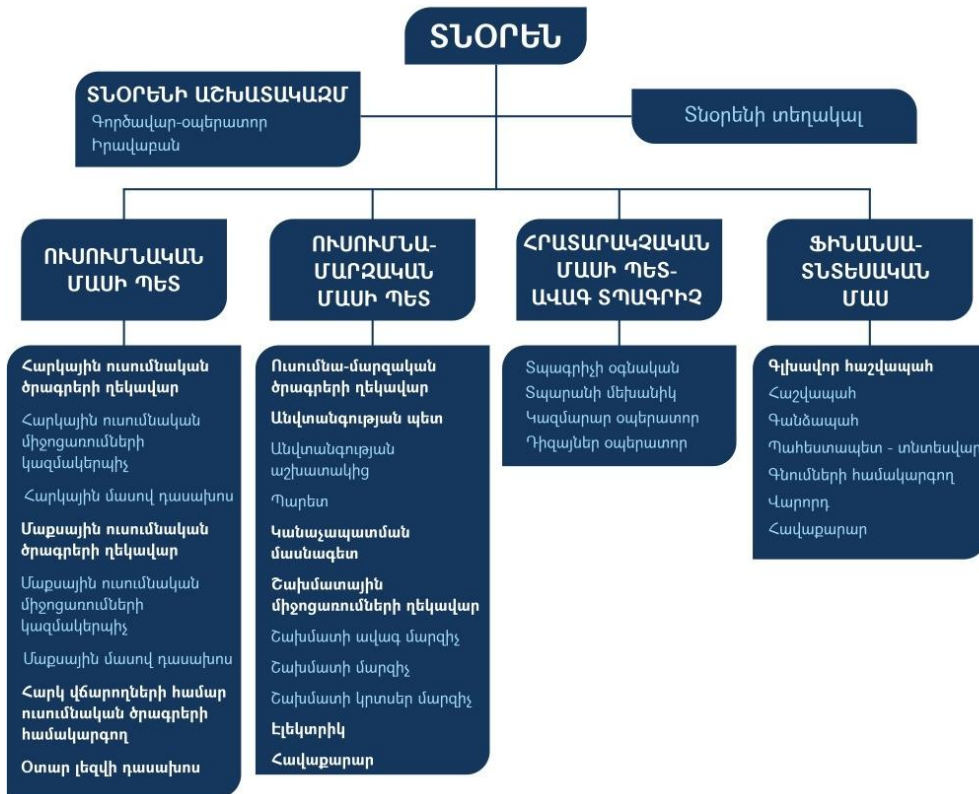 ՏՆՕՐԵՆ
ՏՆՕՐԵՆԻ ԱՇԽԱՏԱԿԱԶՄ
Գործավար-օպերատոր
Իրավաբան
Տնօրենի տեղակալ
ՈՒՍՈՒՄՆԱԿԱՆ
ՄԱՍԻ ՊԵՏ
Հարկային ուսումնական
ծրագրերի ղեկավար
Հարկային ուսումնական
միջոցառումների
կազմակերպիչ
Հարկային մասով դասախոս
Մաքսային ուսումնական
ծրագրերի ղեկավար
Մաքսային ուսումնական
միջոցառումների
կազմակերպիչ
Մաքսային մասով դասախոս
Հարկ վճարողների համար
ուսումնական ծրագրերի
համակարգող
Օտար լեզվի դասախոս
ՈՒՍՈՒՄՆԱ-
ՄԱՐԶԱԿԱՆ
ՄԱՍԻ ՊԵՏ
Ուսումնա-մարզական
ծրագրերի ղեկավար
Անվտանգության պետ
Անվտանգության
աշխատակից
Պարետ
Կանաչապատման
մասնագետ
Շախմատային
միջոցառումների ղեկավար
Շախմատի ավագ մարզիչ
Շախմատի մարզիչ
Շախմատի կրտսեր մարզիչ
Էլեկտրիկ
Հավաքարար
ՀՐԱՏԱՐԱԿՉԱԿԱՆ
ՄԱՍԻ ՊԵՏ-
ԱՎԱԳ ՏՊԱԳՐԻՉ
Տպագրիչի օգնական
Տպարանի մեխանիկ
Կազմարար օպերատոր
Դիզայներ օպերատոր
ՖԻՆԱՆՍԱ-
ՏՆՏԵՍԱԿԱՆ
ՄԱՍ
Գլխավոր հաշվապահ
Հաշվապահ
Գանձապահ
Պահեստապետ - տնտեսվար
Գնումների համակարգող
Վարորդ
Հավաքարար